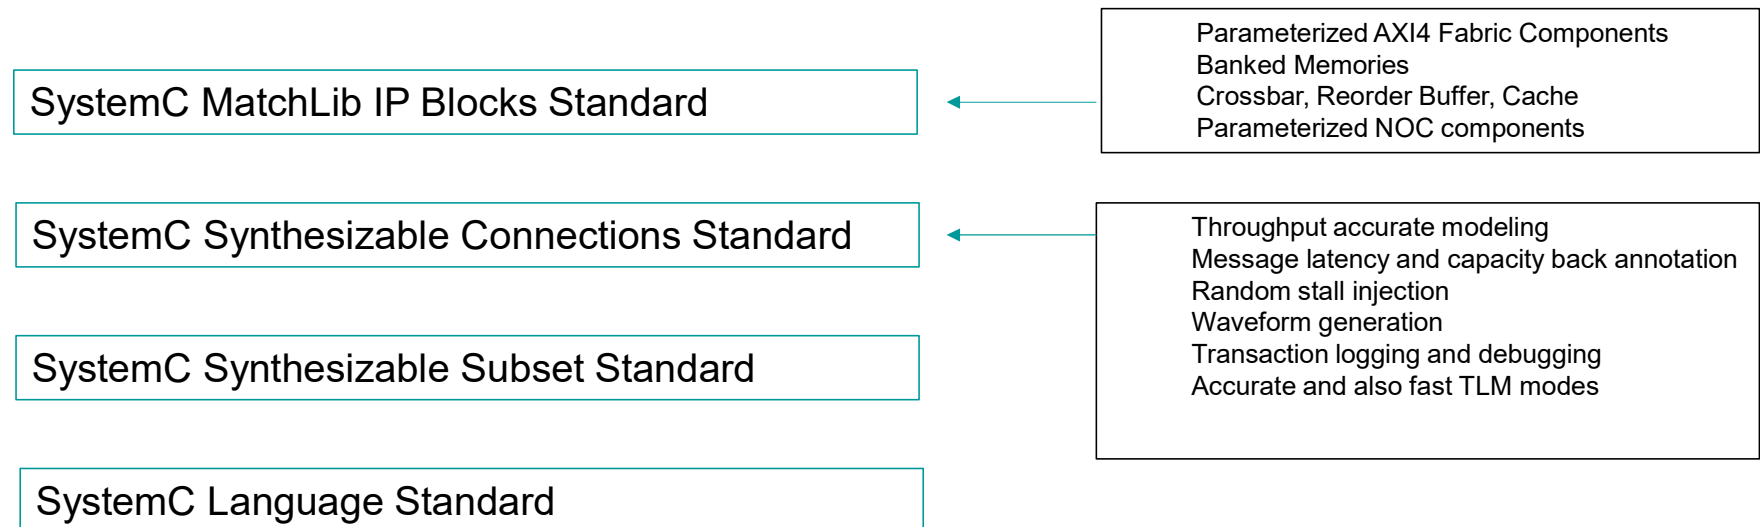 SystemC MatchLib IP Blocks Standard
Parameterized AXI4 Fabric Components
Banked Memories
Crossbar, Reorder Buffer, Cache
Parameterized NOC components
SystemC Synthesizable Connections Standard
Throughput accurate modeling
Message latency and capacity back annotation
Random stall injection
Waveform generation
Transaction logging and debugging
Accurate and also fast TLM modes
SystemC Synthesizable Subset Standard
SystemC Language Standard